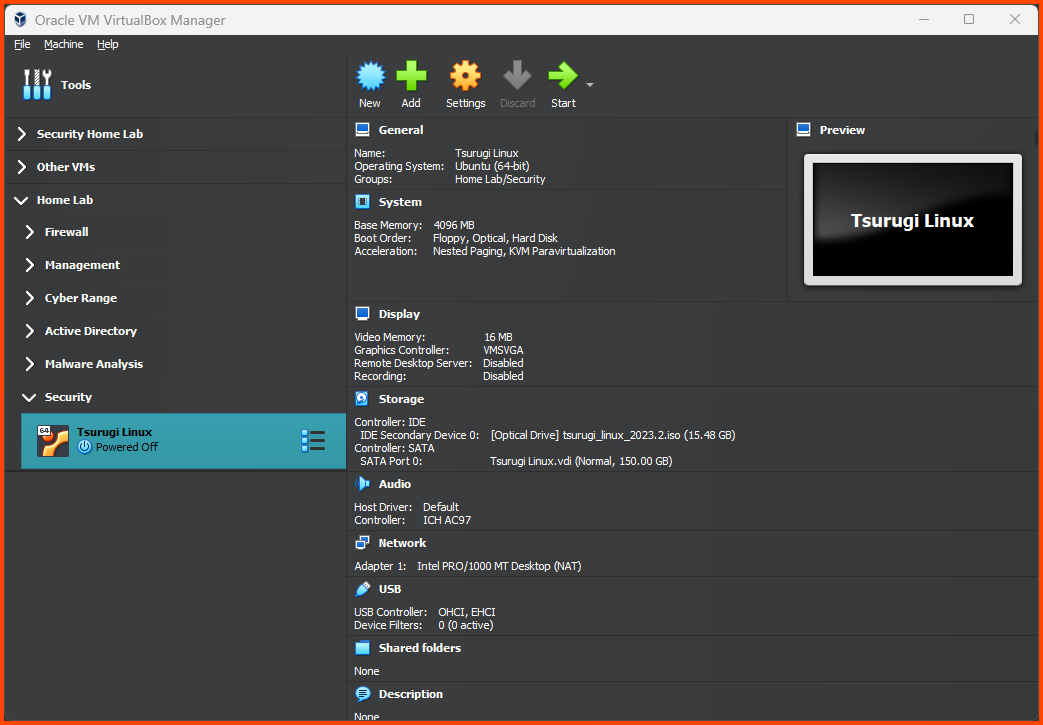 Oracle VM VirtualBox Manager
File Machine Help
Tools
New Add Settings Discard Start
Security Home Lab
Other VMs
Home Lab
Firewall
Management
Cyber Range
Active Directory
Malware Analysis
Security
64
Tsurugi Linux
Powered Off
General
Name: Tsurugi Linux
Operating System: Ubuntu (64-bit)
Groups: Home Lab/Security
Preview
Tsurugi Linux
System
Base Memory: 4096 MB
Boot Order: Floppy, Optical, Hard Disk
Acceleration: Nested Paging, KVM Paravirtualization
Display
Video Memory: 16 MB
Graphics Controller: VMSVGA
Remote Desktop Server: Disabled
Recording: Disabled
Storage
Controller: IDE
IDE Secondary Device 0: [Optical Drive] tsurugi_linux_2023.2.iso (15.48 GB)
Controller: SATA
SATA Port 0: Tsurugi Linux.vdi (Normal, 150.00 GB)
Audio
Host Driver: Default
Controller: ICH AC97
Network
Adapter 1: Intel PRO/1000 MT Desktop (NAT)
USB
USB Controller: OHCI, EHCI
Device Filters: 0 (0 active)
Shared folders
None
Description
None